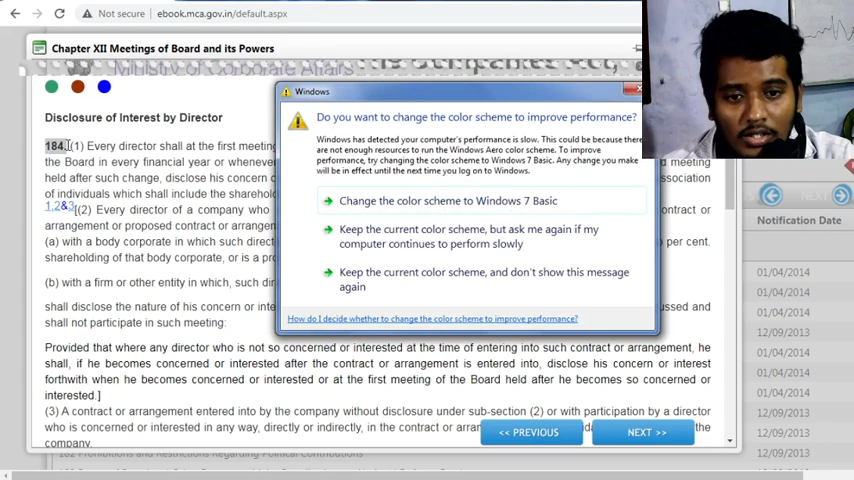 Not secure | ebook.mca.gov.in/default.aspx
Chapter XII Meetings of Board and its Powers
Ministry of Corporate Affairs
Disclosure of Interest by Director
184.(1) Every director shall at the first meeting
the Board in every financial year or whenever
meeting
held after such change, disclose his concern o
association
of individuals which shall include the sharehold
1,2&3[(2) Every director of a company who
contract or
arrangement or proposed contract or arrangem
(a) with a body corporate in which such direct
per cent.
shareholding of that body corporate, or is a pro
(b) with a firm or other entity in which, such dir
shall disclose the nature of his concern or inte
ussed and
shall not participate in such meeting:
Provided that where any director who is not so concerned or interested at the time of entering into such contract or arrangement, he
shall, if he becomes concerned or interested after the contract or arrangement is entered into, disclose his concern or interest
forthwith when he becomes concerned or interested or at the first meeting of the Board held after he becomes so concerned or
interested.]
(3) A contract or arrangement entered into by the company without disclosure under sub-section (2) or with participation by a director
who is concerned or interested in any way, directly or indirectly, in the contract or arra
the
company.
<< PREVIOUS
NEXT >>
Windows
Do you want to change the color scheme to improve performance?
Windows has detected your computer's performance is slow. This could be because there
are not enough resources to run the Windows Aero color scheme. To improve
performance, try changing the color scheme to Windows 7 Basic. Any change you make
will be in effect until the next time you log on to Windows.
Change the color scheme to Windows 7 Basic
Keep the current color scheme, but ask me again if my
computer continues to perform slowly
Keep the current color scheme, and don't show this message
again
How do I decide whether to change the color scheme to improve performance?
NEXT
Notification Date
01/04/2014
01/04/2014
01/04/2014
12/09/2013
01/04/2014
01/04/2014
01/04/2014
12/09/2013
12/09/2013
12/09/2013
182 Prohibitions and Restrictions Regarding Political Contributions